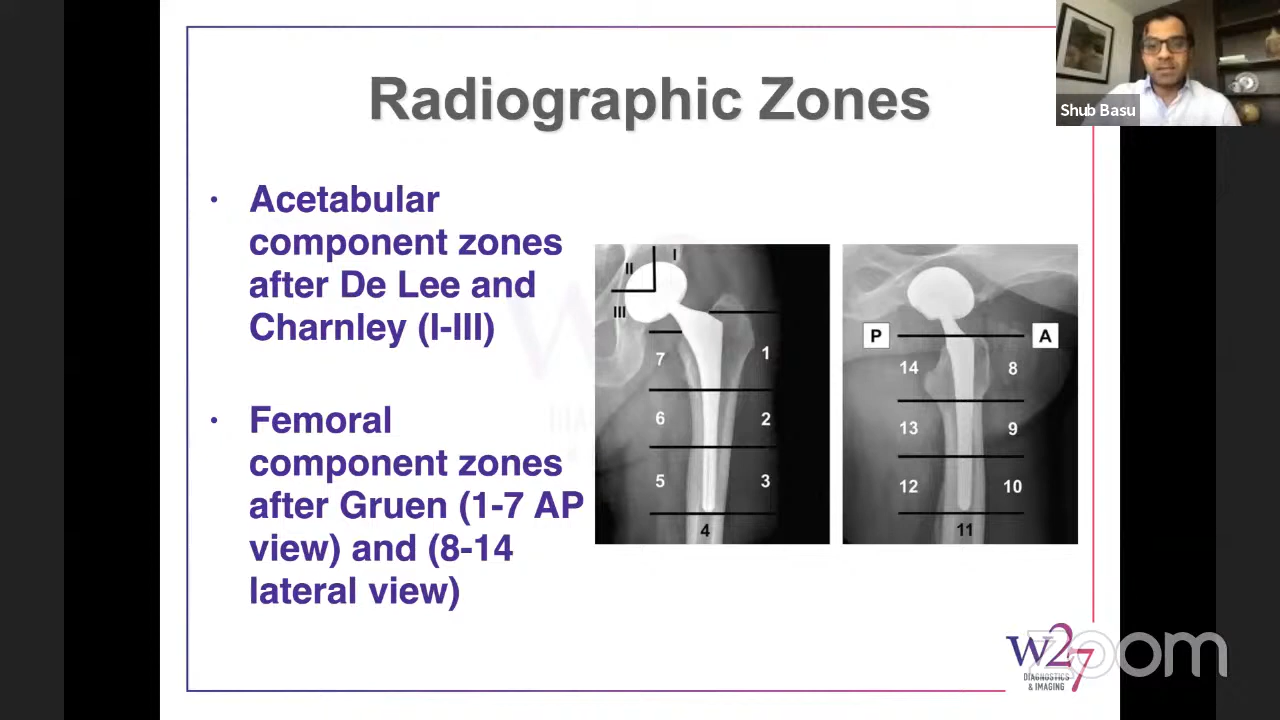 Radiographic Zones
Shub Basu
· Acetabular
component zones
after De Lee and
Charnley (I-III)
· Femoral
component zones
after Gruen (1-7 AP
view) and (8-14
lateral view)
I
II
III
7 1
6 2
5 3
4
P A
14 8
13 9
12 10
11
W27
DIAGNOSTICS
& IMAGING
zoom